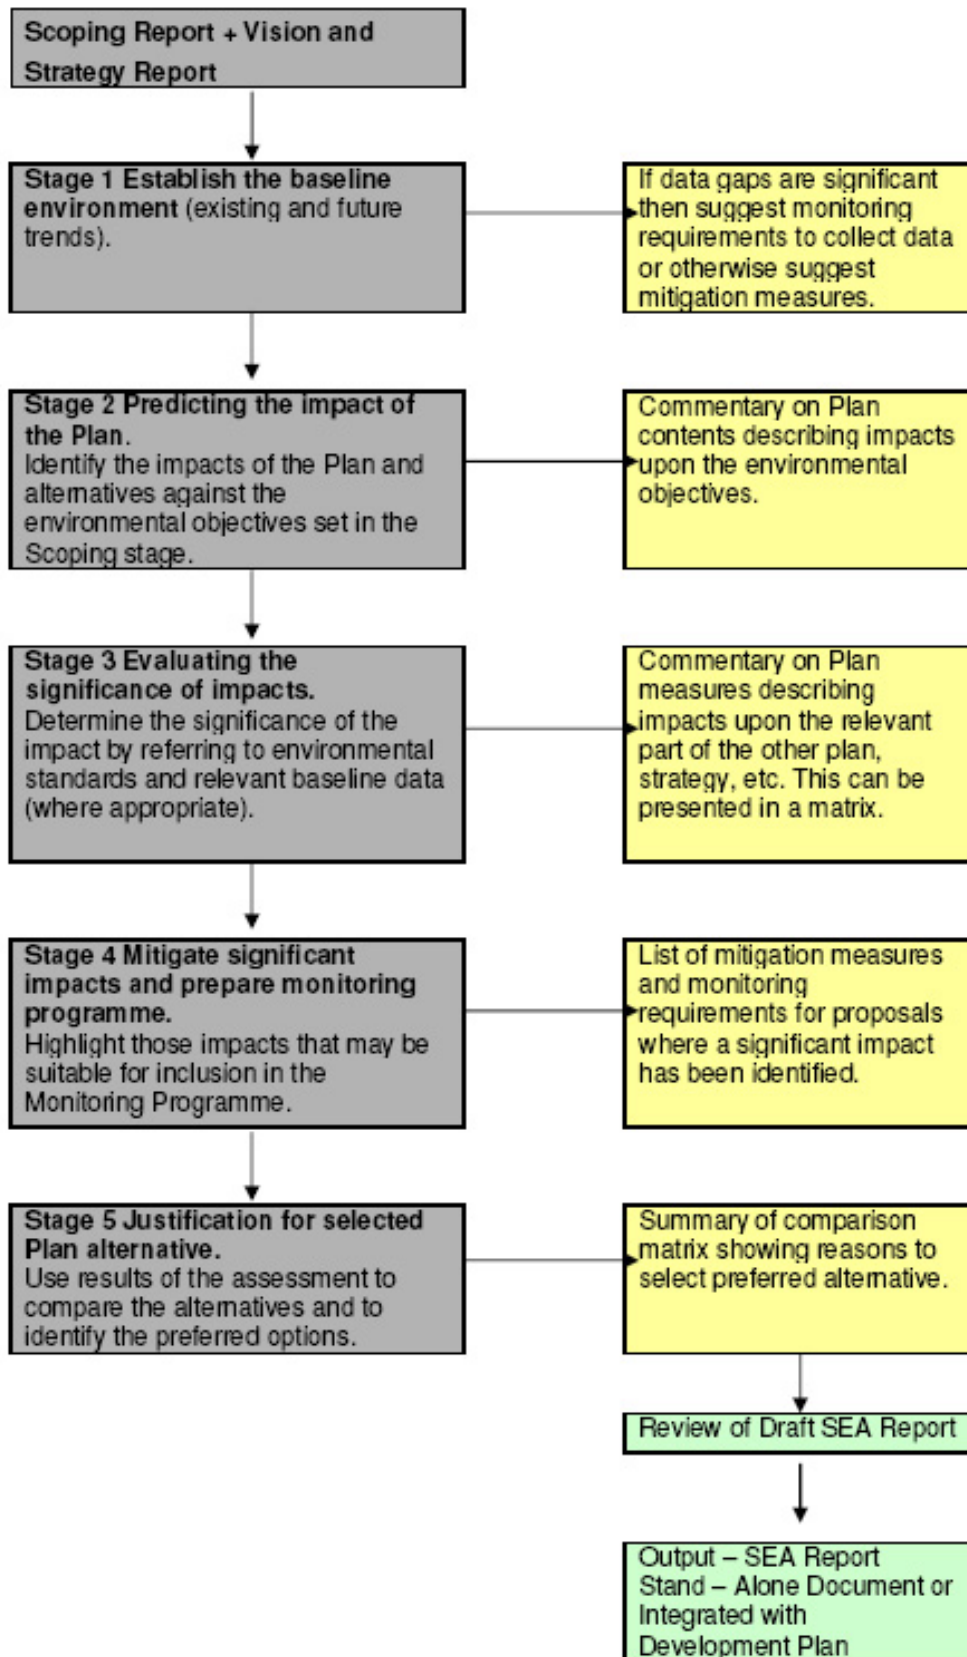 Scoping Report + Vision and
Strategy Report
Stage 1 Establish the baseline
environment (existing and future
trends).
If data gaps are significant
then suggest monitoring
requirements to collect data
or otherwise suggest
mitigation measures.
Stage 2 Predicting the impact of
the Plan.
Identify the impacts of the Plan and
alternatives against the
environmental objectives set in the
Scoping stage.
Commentary on Plan
contents describing impacts
upon the environmental
objectives.
Stage 3 Evaluating the
significance of impacts.
Determine the significance of the
impact by referring to environmental
standards and relevant baseline data
(where appropriate).
Commentary on Plan
measures describing
impacts upon the relevant
part of the other plan,
strategy, etc. This can be
presented in a matrix.
Stage 4 Mitigate significant
impacts and prepare monitoring
programme.
Highlight those impacts that may be
suitable for inclusion in the
Monitoring Programme.
List of mitigation measures
and monitoring
requirements for proposals
where a significant impact
has been identified.
Stage 5 Justification for selected
Plan alternative.
Use results of the assessment to
compare the alternatives and to
identify the preferred options.
Summary of comparison
matrix showing reasons to
select preferred alternative.
Review of Draft SEA Report
Output – SEA Report
Stand – Alone Document or
Integrated with
Development Plan